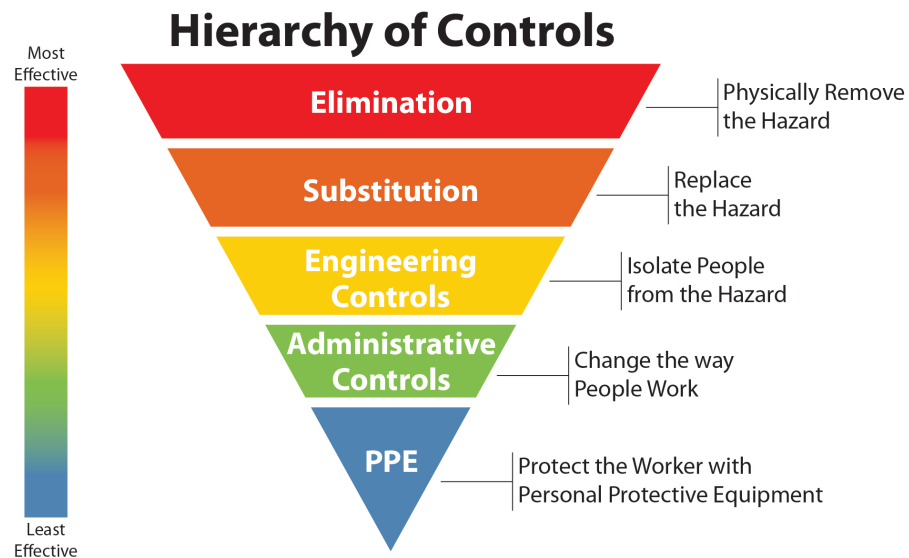 Hierarchy of Controls
Most
Effective
Elimination
Physically Remove
the Hazard
Substitution
Replace
the Hazard
Engineering
Controls
Isolate People
from the Hazard
Administrative
Controls
Change the way
People Work
PPE
Protect the Worker with
Personal Protective Equipment
Least
Effective